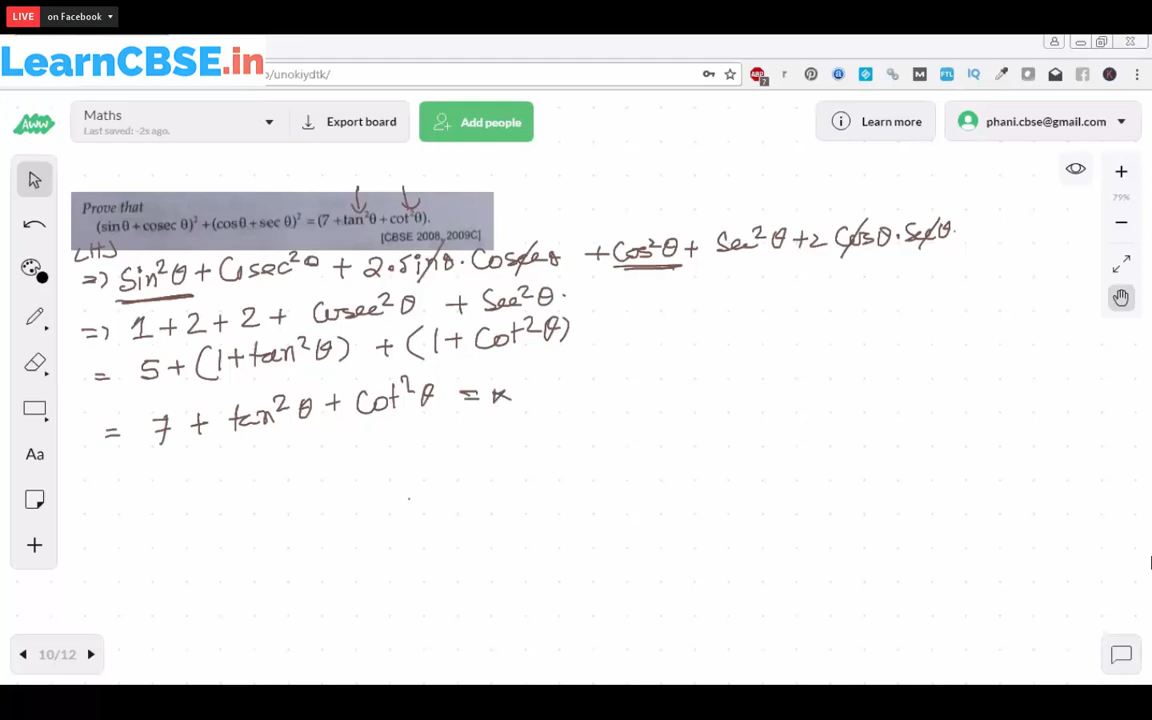 LIVE on Facebook
LearnCBSE.in
o/unokiydtk/
Maths
Last saved: -2s ago.
Export board
Add people
Learn more
phani.cbse@gmail.com
79%
Prove that
(sinθ + cosec θ)² + (cosθ + sec θ)² = (7 + tan²θ + cot²θ).
[CBSE 2008, 2009C]
LHS
=> Sin²θ + Cosec²θ + 2·Sinθ·Cosecθ + Cos²θ + Sec²θ + 2 Cosθ·Secθ.
=> 1 + 2 + 2 + Cosec²θ + Sec²θ.
= 5 + (1 + tan²θ) + (1 + Cot²θ)
= 7 + tan²θ + Cot²θ =
Aa
10/12